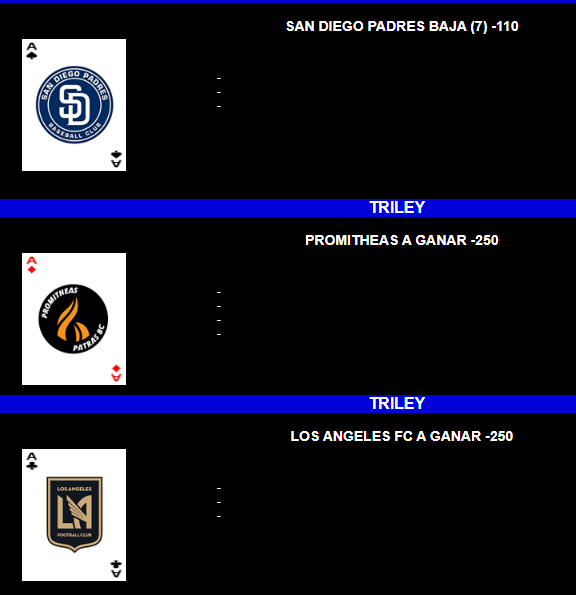 SAN DIEGO PADRES BAJA (7) -110
A
SAN DIEGO PADRES
SD
BASEBALL CLUB
A
-
-
-
TRILEY
PROMITHEAS A GANAR -250
A
PROMITHEAS
PATRAS BC
A
-
-
-
-
TRILEY
LOS ANGELES FC A GANAR -250
A
LOS ANGELES
LA
FOOTBALL CLUB
A
-
-
-